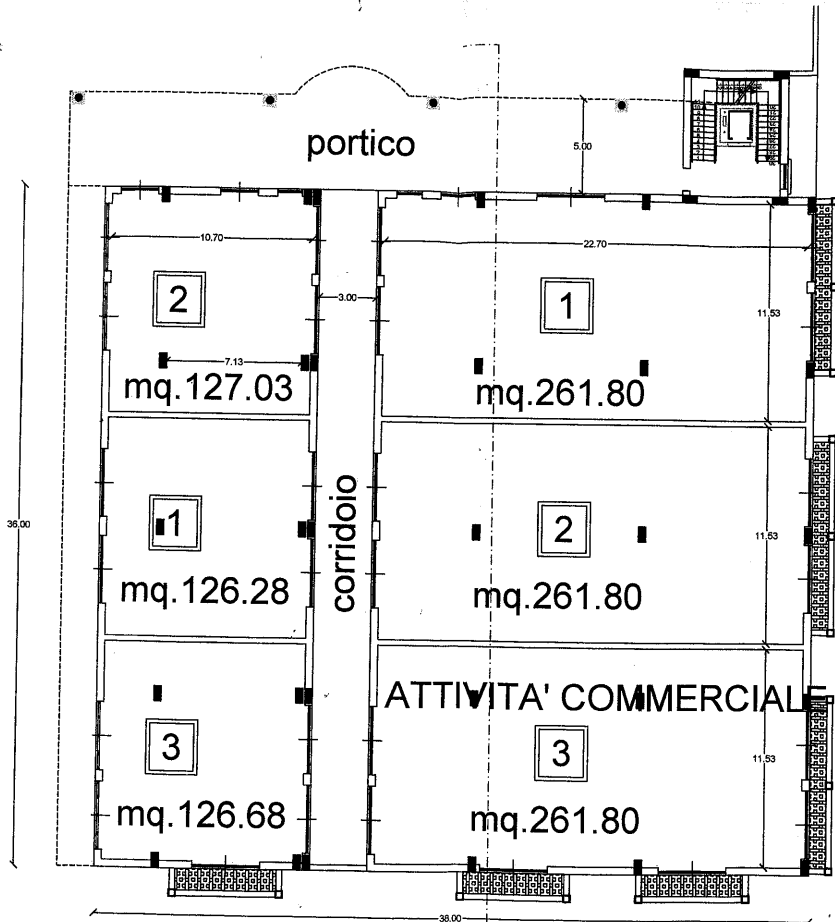 portico
5.00
10.70
22.70
2
3.00
1
11.53
7.13
mq.127.03
mq.261.80
36.00
1
corridoio
2
11.53
mq.126.28
mq.261.80
ATTIVITA' COMMERCIALE
3
3
11.53
mq.126.68
mq.261.80
38.00